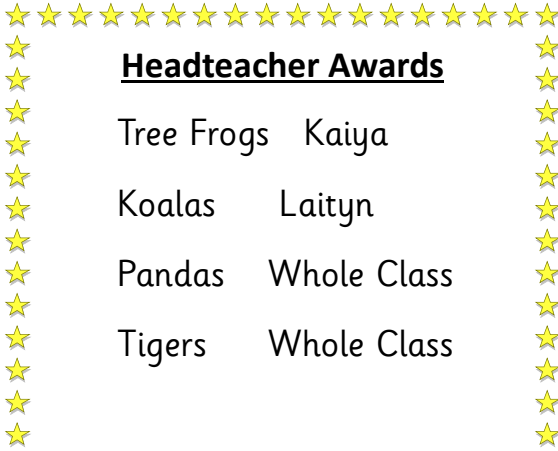 Headteacher Awards
Tree Frogs Kaiya
Koalas Laityn
Pandas Whole Class
Tigers Whole Class